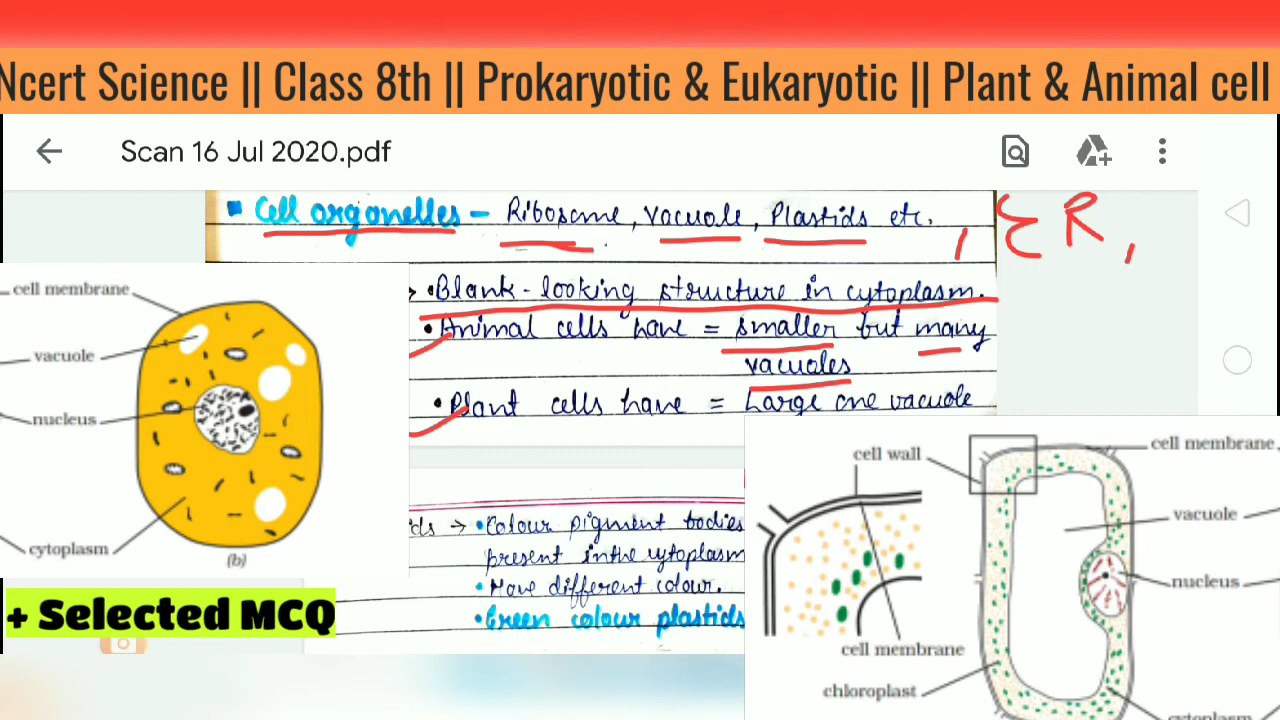 Ncert Science || Class 8th || Prokaryotic & Eukaryotic || Plant & Animal cell
Scan 16 Jul 2020.pdf
Cell organelles - Ribosome, vacuole, Plastids etc.
, R,
• Blank-looking structure in cytoplasm.
• Animal cells have = smaller but many
vacuoles
• Plant cells have = Large one vacuole
cell membrane
vacuole
nucleus
cytoplasm
(b)
+ Selected MCQ
ds → • Colour pigment bodies
present in the cytoplasm
• Have different colour.
• Green colour plastids
cell wall
cell membrane
chloroplast
cell membrane
vacuole
nucleus
cytoplasm